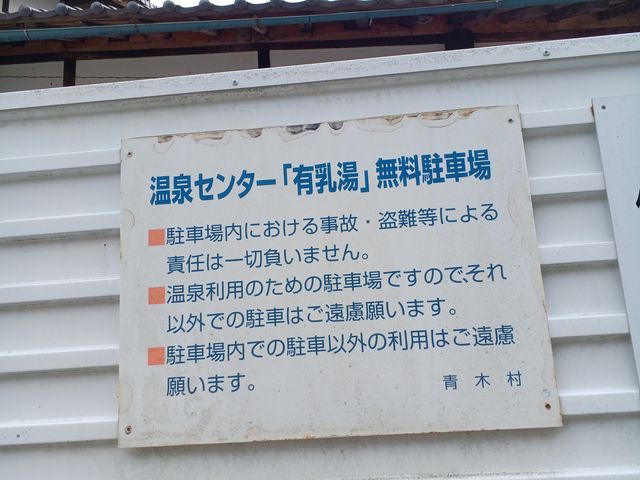 温泉センター「有乳湯」無料駐車場
■駐車場内における事故・盗難等による
責任は一切負いません。
■温泉利用のための駐車場ですので、それ
以外での駐車はご遠慮願います。
■駐車場内での駐車以外の利用はご遠慮
願います。
青木村